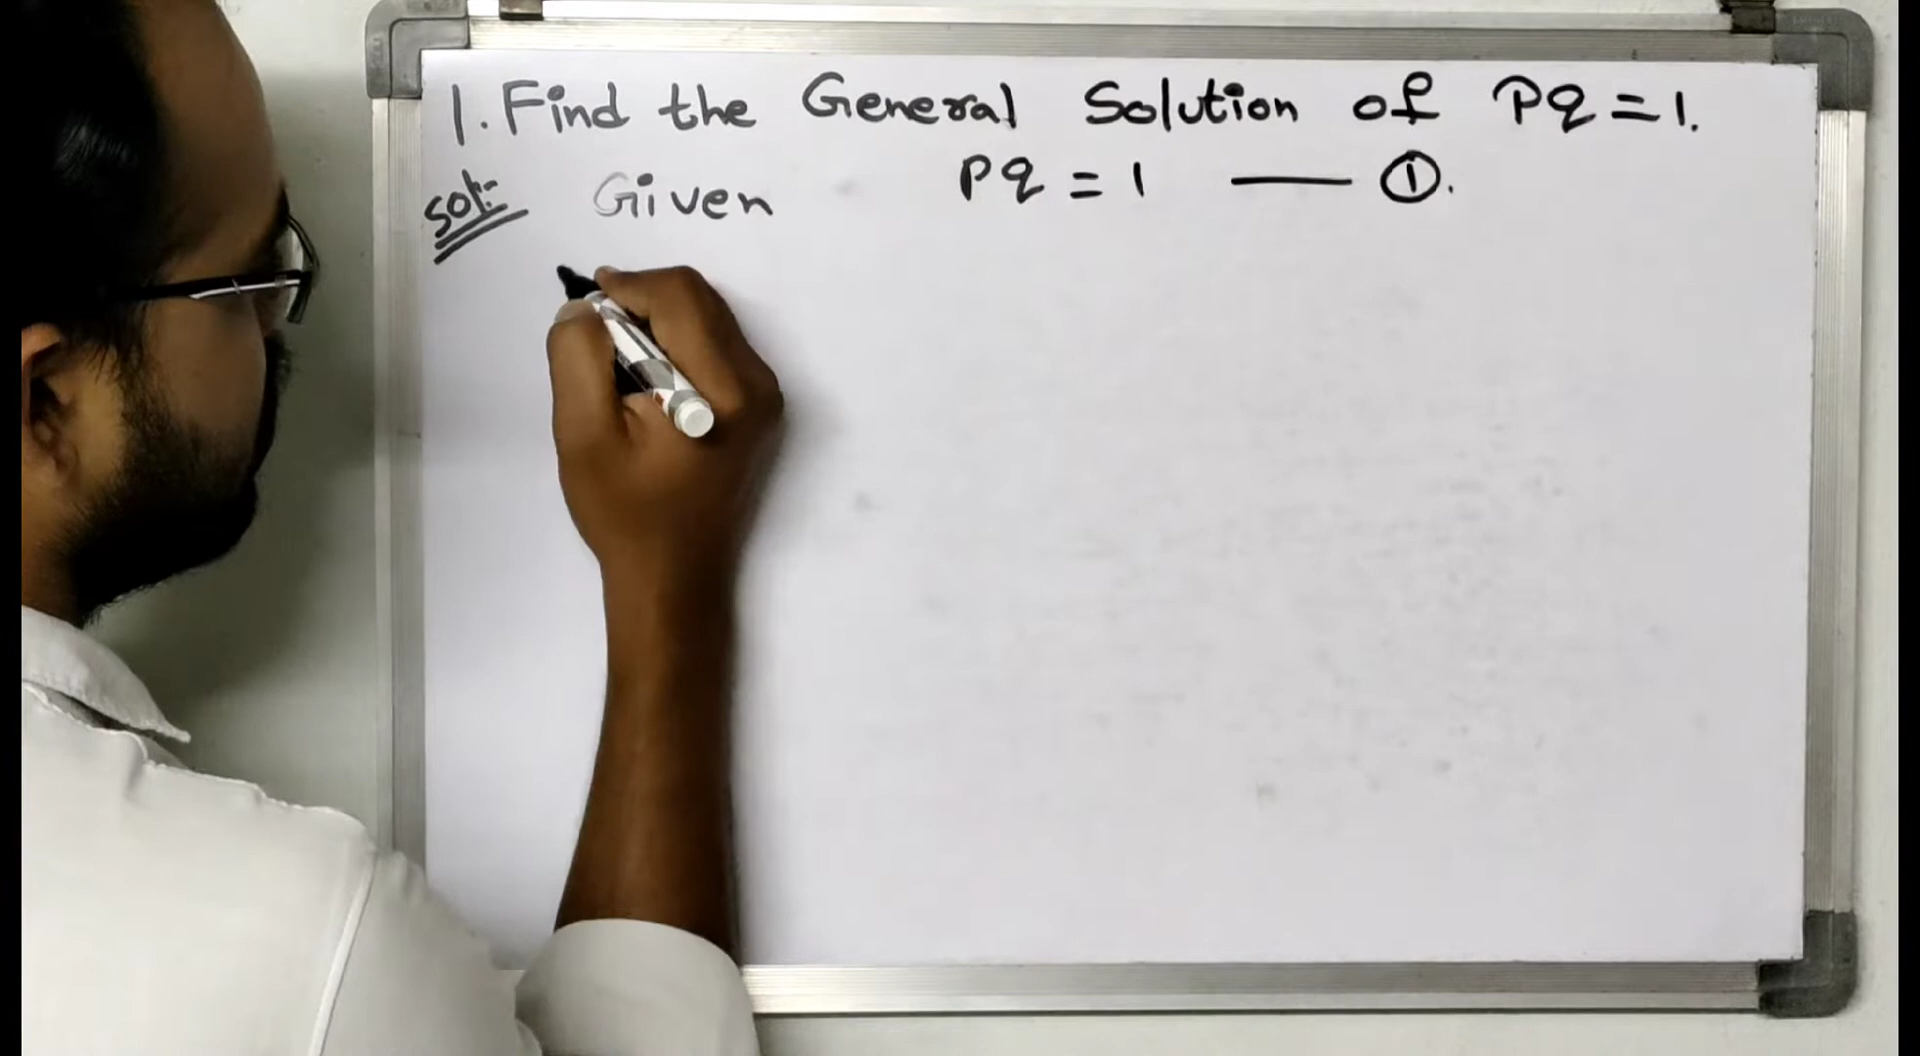 1. Find the General Solution of Pq = 1.
Sol:- Given Pq = 1 — ①.